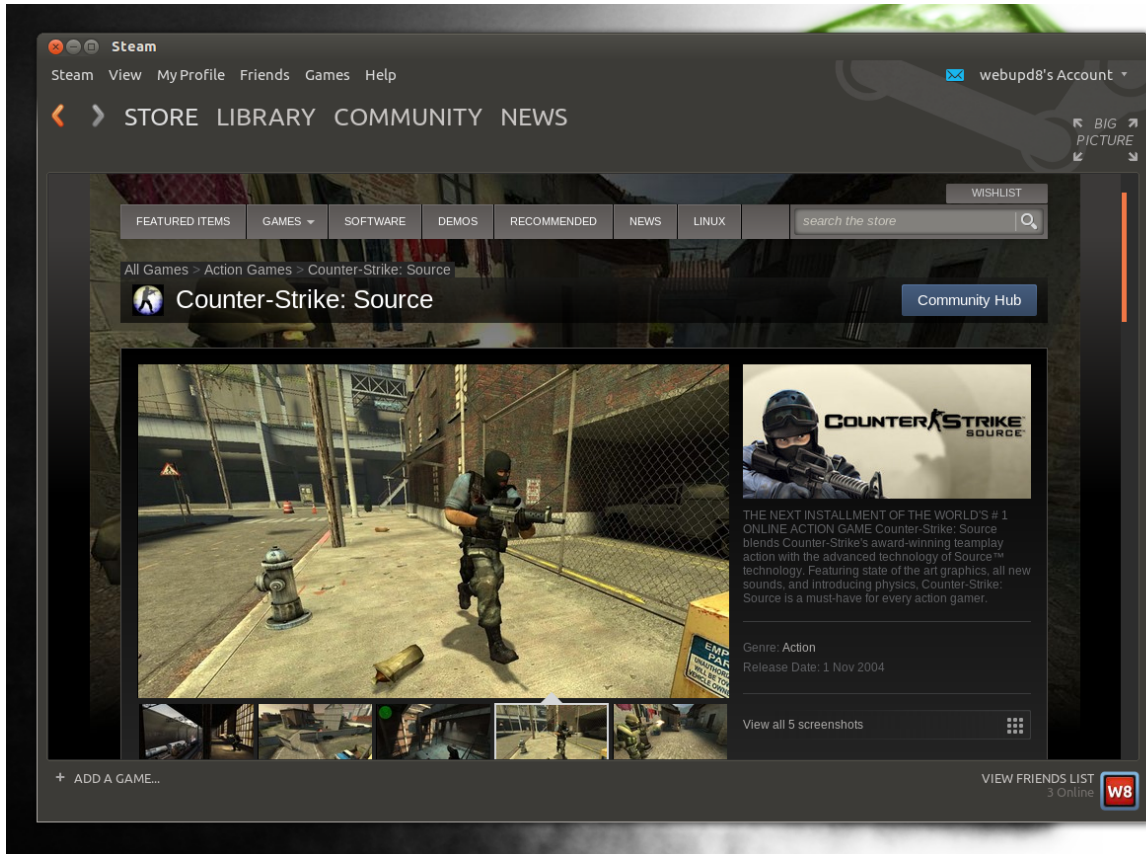 Steam
Steam View My Profile Friends Games Help
webupd8's Account
STORE LIBRARY COMMUNITY NEWS
BIG
PICTURE
WISHLIST
FEATURED ITEMS GAMES SOFTWARE DEMOS RECOMMENDED NEWS LINUX
search the store
All Games > Action Games > Counter-Strike: Source
Counter-Strike: Source
Community Hub
COUNTER STRIKE
SOURCE
THE NEXT INSTALLMENT OF THE WORLD'S # 1
ONLINE ACTION GAME Counter-Strike: Source
blends Counter-Strike's award-winning teamplay
action with the advanced technology of Source™
technology. Featuring state of the art graphics, all new
sounds, and introducing physics, Counter-Strike:
Source is a must-have for every action gamer.
Genre: Action
Release Date: 1 Nov 2004
View all 5 screenshots
+ ADD A GAME...
VIEW FRIENDS LIST
3 Online
W8